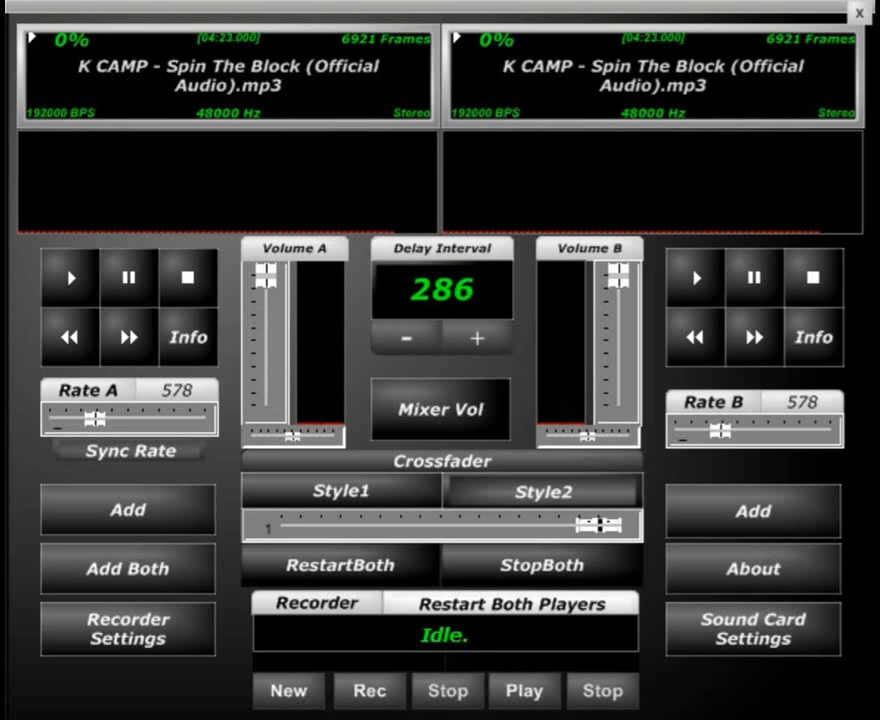 x
0% [04:23.000] 6921 Frames
K CAMP - Spin The Block (Official
Audio).mp3
192000 BPS 48000 Hz Stereo
0% [04:23.000] 6921 Frames
K CAMP - Spin The Block (Official
Audio).mp3
192000 BPS 48000 Hz Stereo
Volume A
Delay Interval
Volume B
286
- +
Info
Info
Rate A 578
Mixer Vol
Rate B 578
Sync Rate
Crossfader
Style1
Style2
1
Add
Add
RestartBoth
StopBoth
Add Both
About
Recorder
Restart Both Players
Recorder
Settings
Idle.
Sound Card
Settings
New
Rec
Stop
Play
Stop